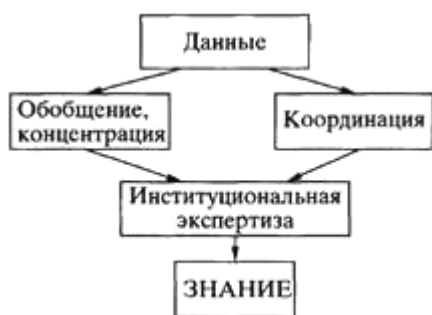 Данные
Обобщение,
концентрация
Координация
Институциональная
экспертиза
ЗНАНИЕ